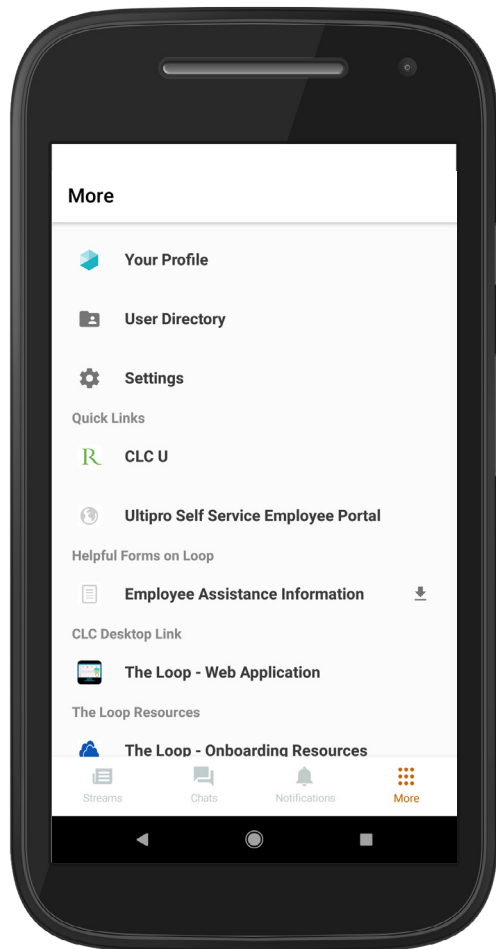 More
Your Profile
User Directory
Settings
Quick Links
R CLC U
Ultipro Self Service Employee Portal
Helpful Forms on Loop
Employee Assistance Information
CLC Desktop Link
The Loop - Web Application
The Loop Resources
The Loop - Onboarding Resources
Streams Chats Notifications More